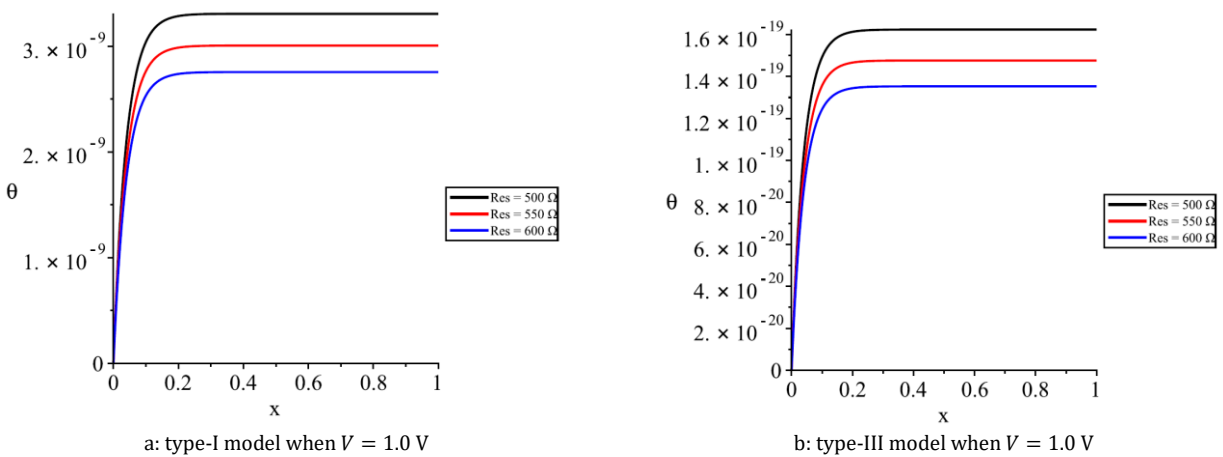 3. × 10⁻⁹
2. × 10⁻⁹
θ
1. × 10⁻⁹
0
0 0.2 0.4 0.6 0.8 1
x
Res = 500 Ω
Res = 550 Ω
Res = 600 Ω
a: type-I model when V = 1.0 V
1.6 × 10⁻¹⁹
1.4 × 10⁻¹⁹
1.2 × 10⁻¹⁹
1. × 10⁻¹⁹
θ
8. × 10⁻²⁰
6. × 10⁻²⁰
4. × 10⁻²⁰
2. × 10⁻²⁰
0
0 0.2 0.4 0.6 0.8 1
x
Res = 500 Ω
Res = 550 Ω
Res = 600 Ω
b: type-III model when V = 1.0 V